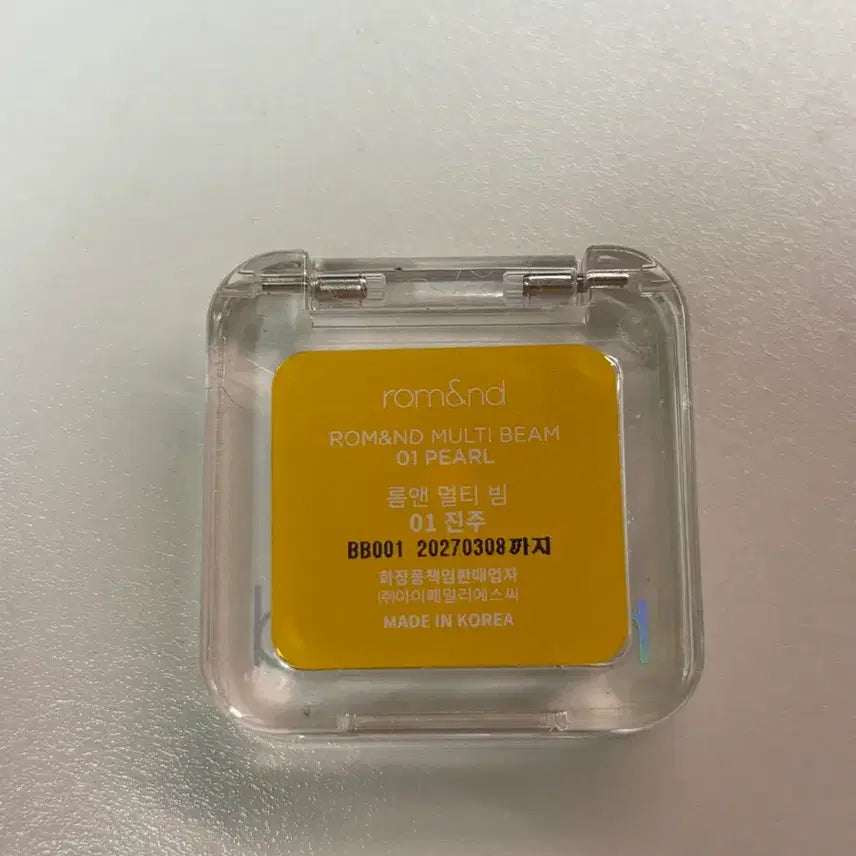 rom&nd
ROM&ND MULTI BEAM
01 PEARL
롬앤 멀티 빔
01 진주
BB001 20270308까지
화장품책임판매업자
㈜아이패밀리에스씨
MADE IN KOREA